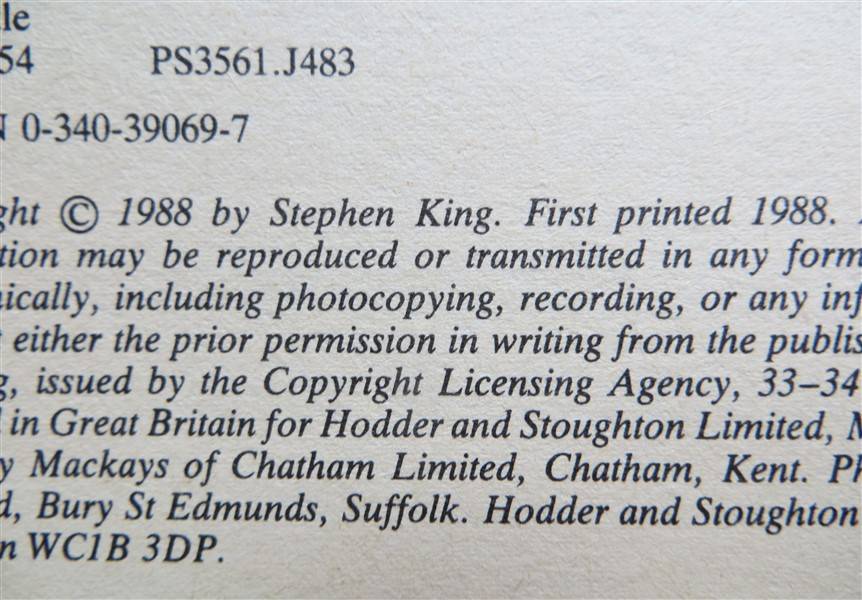 le
54 PS3561.J483
N 0-340-39069-7
ght © 1988 by Stephen King. First printed 1988.
tion may be reproduced or transmitted in any form
nically, including photocopying, recording, or any inf
either the prior permission in writing from the publis
g, issued by the Copyright Licensing Agency, 33–34
in Great Britain for Hodder and Stoughton Limited, M
y Mackays of Chatham Limited, Chatham, Kent. Ph
d, Bury St Edmunds, Suffolk. Hodder and Stoughton
n WC1B 3DP.